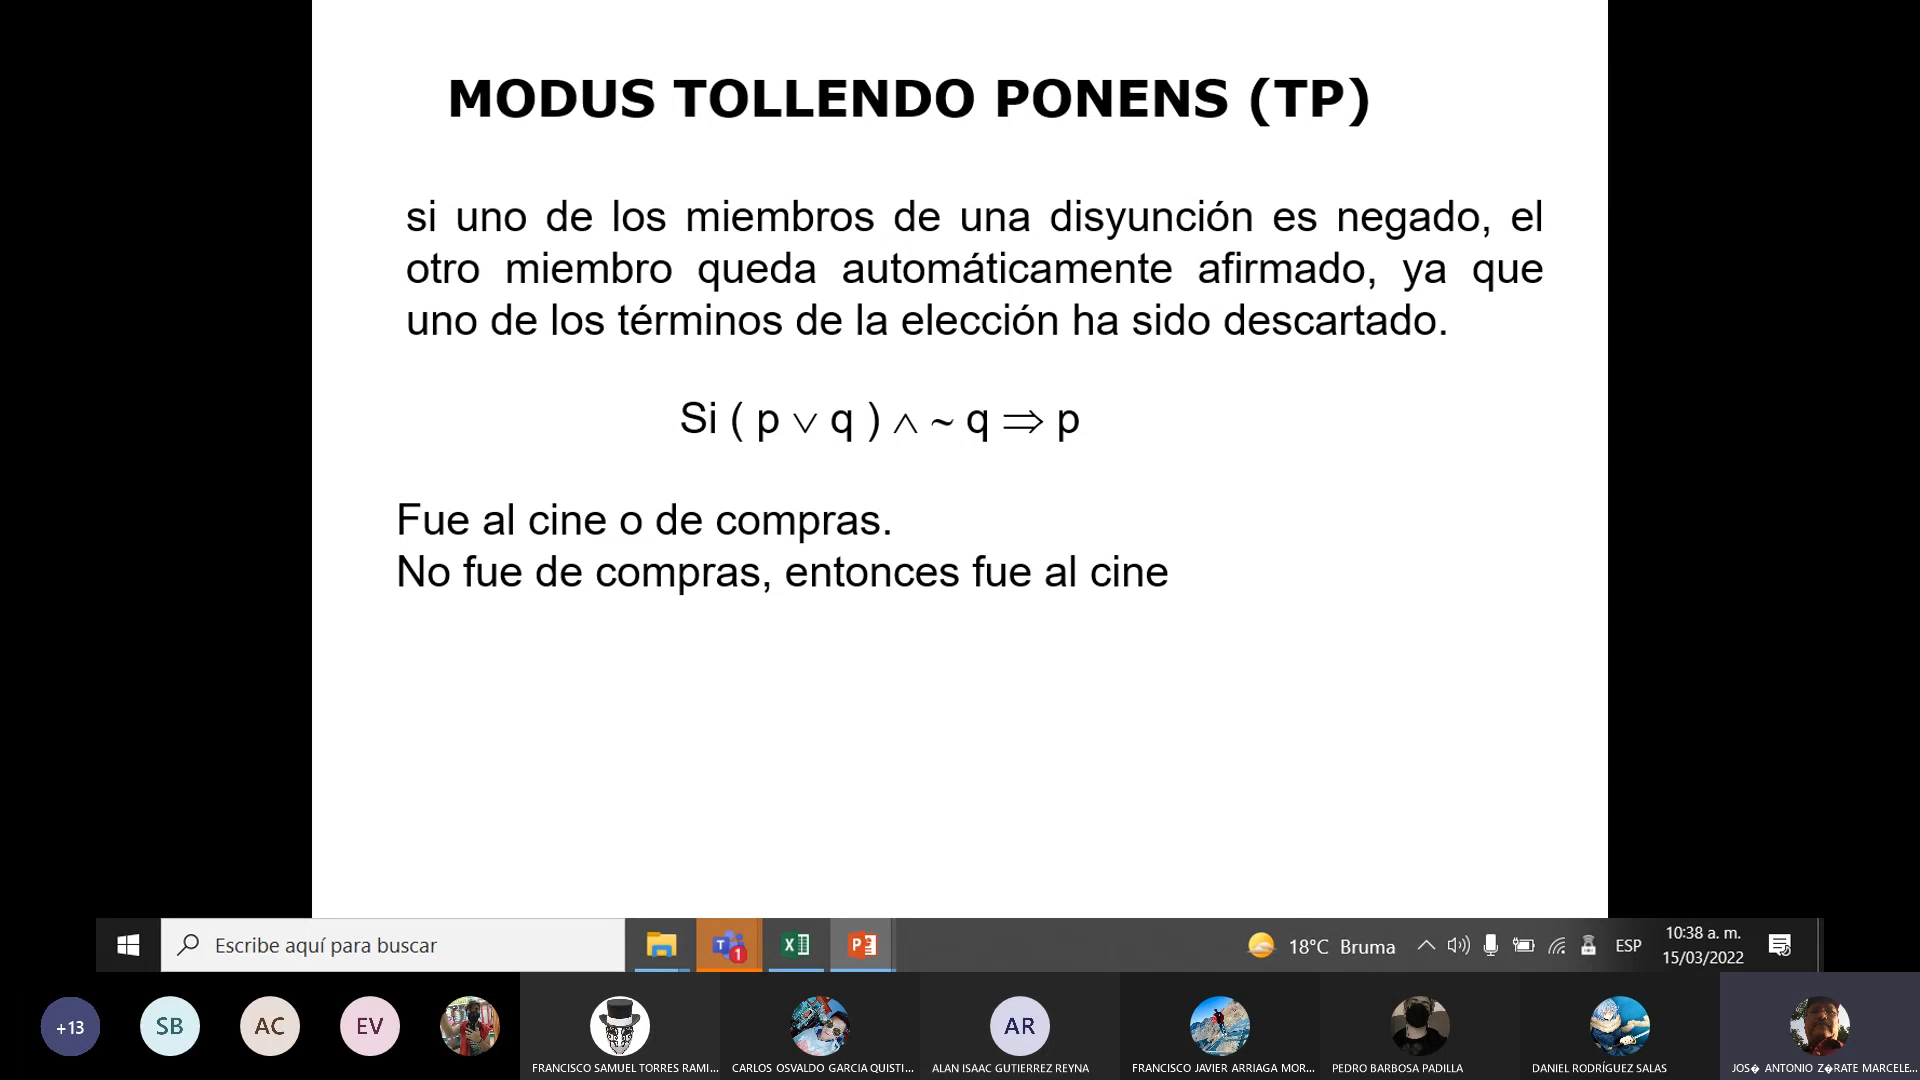 MODUS TOLLENDO PONENS (TP)
si uno de los miembros de una disyunción es negado, el
otro miembro queda automáticamente afirmado, ya que
uno de los términos de la elección ha sido descartado.
Si ( p ∨ q ) ∧ ~ q ⇒ p
Fue al cine o de compras.
No fue de compras, entonces fue al cine
Escribe aquí para buscar
1
18°C Bruma
ESP
10:38 a. m.
15/03/2022
+13
SB
AC
EV
AR
FRANCISCO SAMUEL TORRES RAMI...
CARLOS OSVALDO GARCIA QUISTI...
ALAN ISAAC GUTIERREZ REYNA
FRANCISCO JAVIER ARRIAGA MOR...
PEDRO BARBOSA PADILLA
DANIEL RODRÍGUEZ SALAS
JOS� ANTONIO Z�RATE MARCELE...